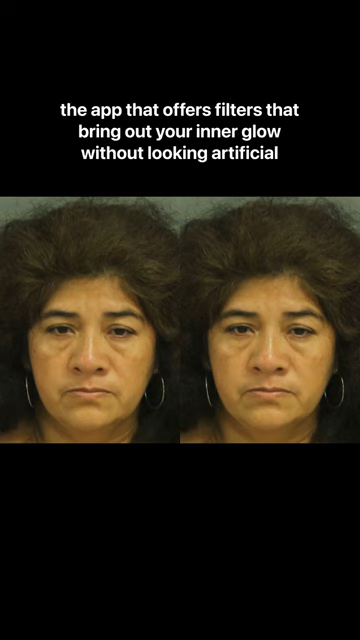 the app that offers filters that
bring out your inner glow
without looking artificial